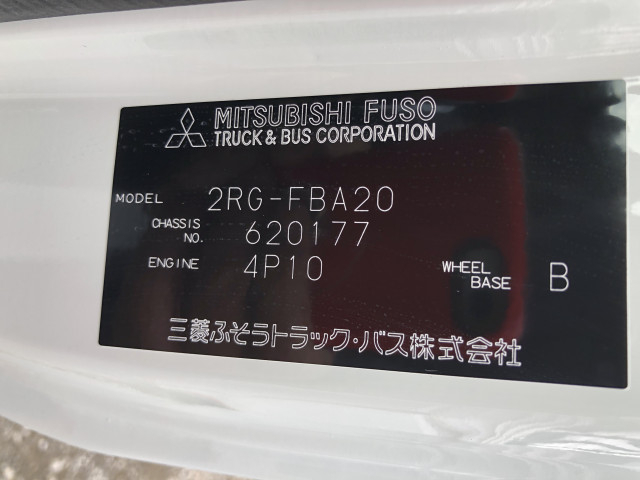 MITSUBISHI FUSO
TRUCK & BUS CORPORATION
MODEL 2RG-FBA20
CHASSIS NO. 620177
ENGINE 4P10 WHEEL BASE B
三菱ふそうトラック・バス株式会社